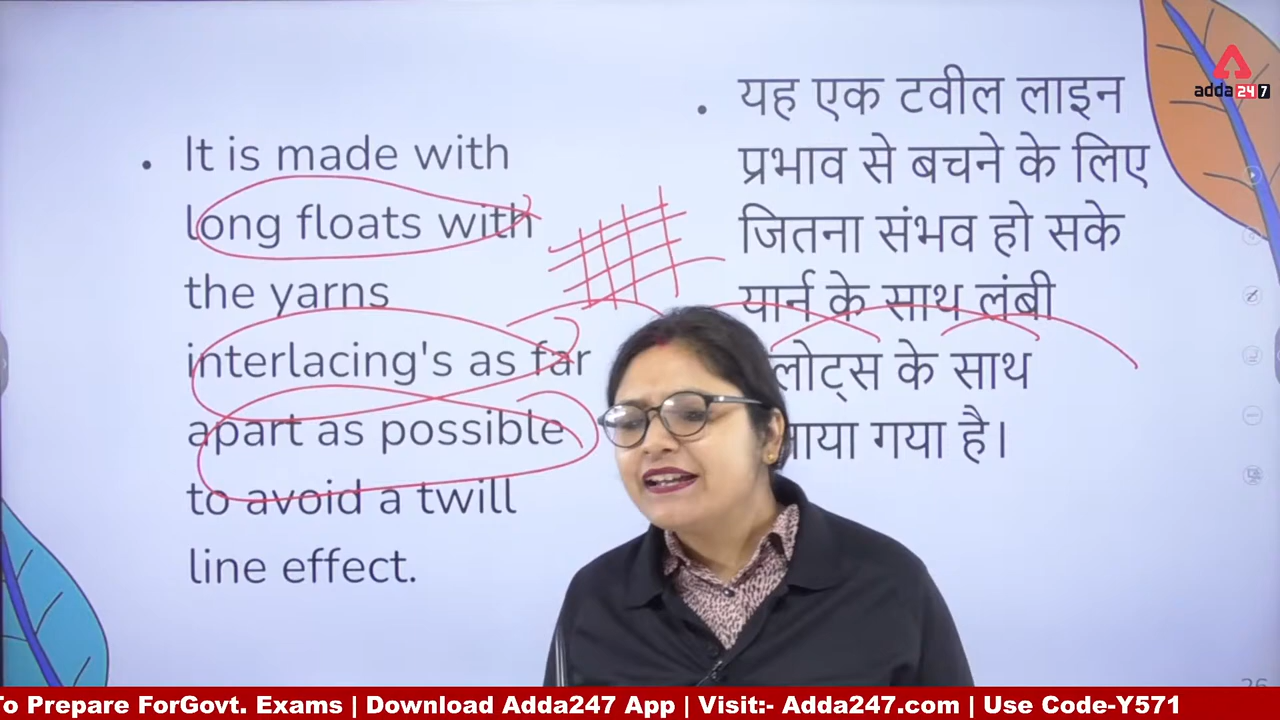 It is made with
long floats with
the yarns
interlacing's as far
apart as possible
to avoid a twill
line effect.
यह एक टवील लाइन
प्रभाव से बचने के लिए
जितना संभव हो सके
यार्न के साथ लंबी
के साथ
गया है।
adda247
To Prepare ForGovt. Exams | Download Adda247 App | Visit:- Adda247.com | Use Code-Y571